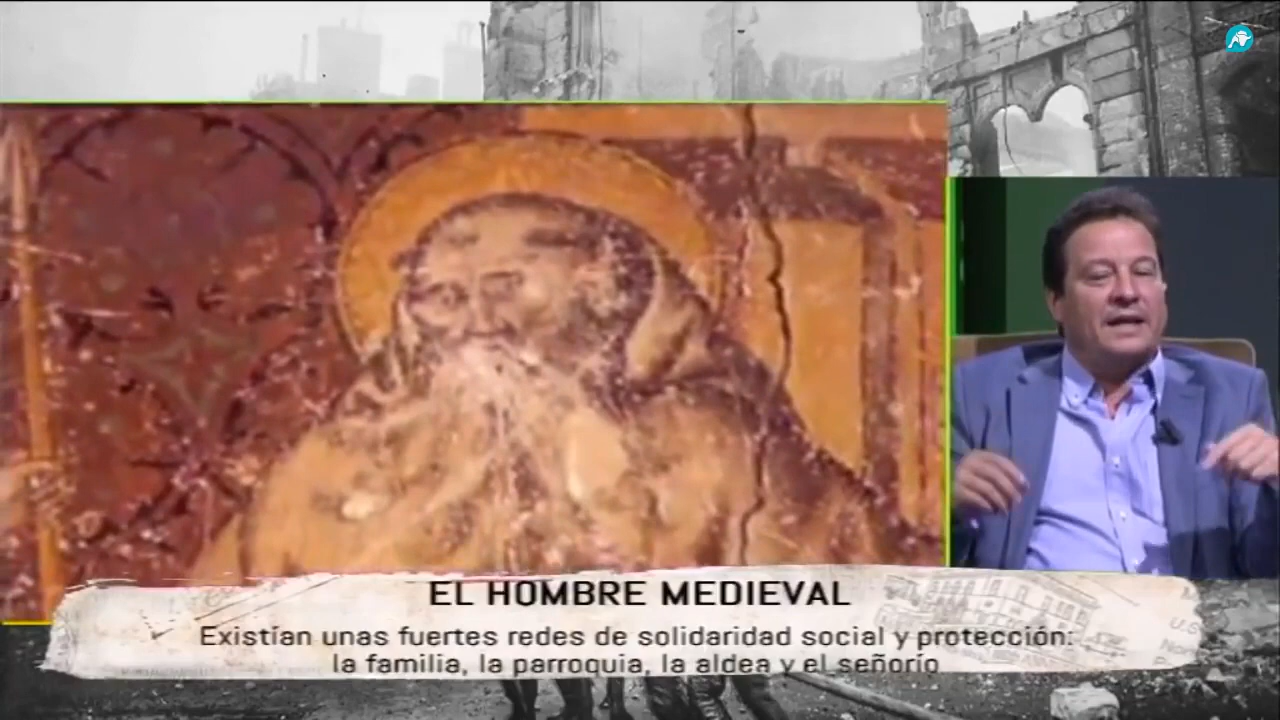 EL HOMBRE MEDIEVAL
Existían unas fuertes redes de solidaridad social y protección:
la familia, la parroquia, la aldea y el señorío
U.S